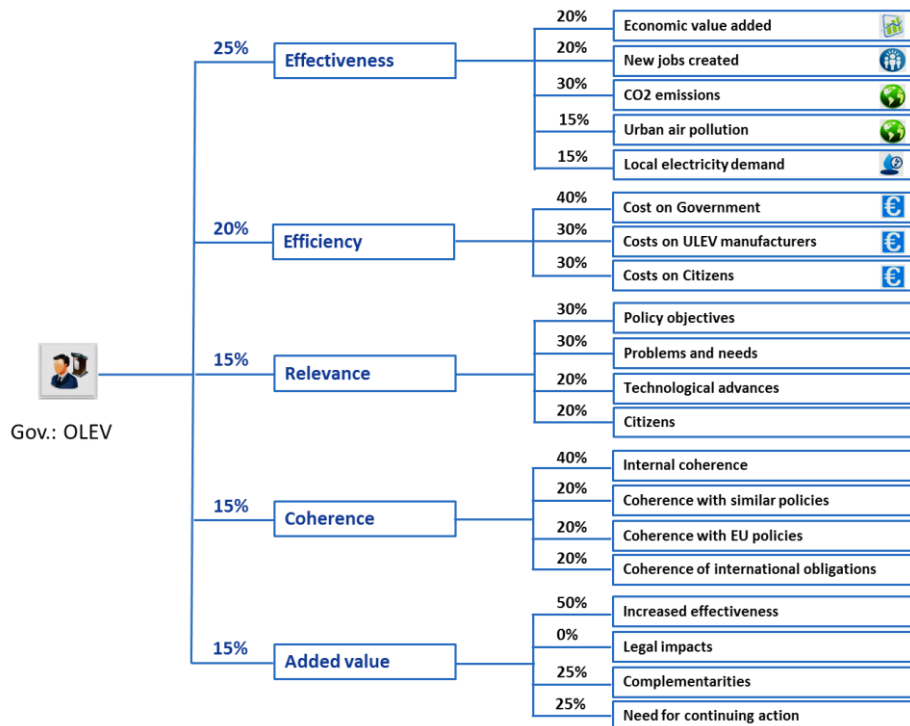 20%
Economic value added
25%
Effectiveness
20%
New jobs created
30%
CO2 emissions
15%
Urban air pollution
15%
Local electricity demand
40%
Cost on Government
20%
Efficiency
30%
Costs on ULEV manufacturers
30%
Costs on Citizens
30%
Policy objectives
30%
Problems and needs
15%
Relevance
20%
Technological advances
20%
Citizens
Gov.: OLEV
40%
Internal coherence
20%
Coherence with similar policies
15%
Coherence
20%
Coherence with EU policies
20%
Coherence of international obligations
50%
Increased effectiveness
0%
Legal impacts
15%
Added value
25%
Complementarities
25%
Need for continuing action